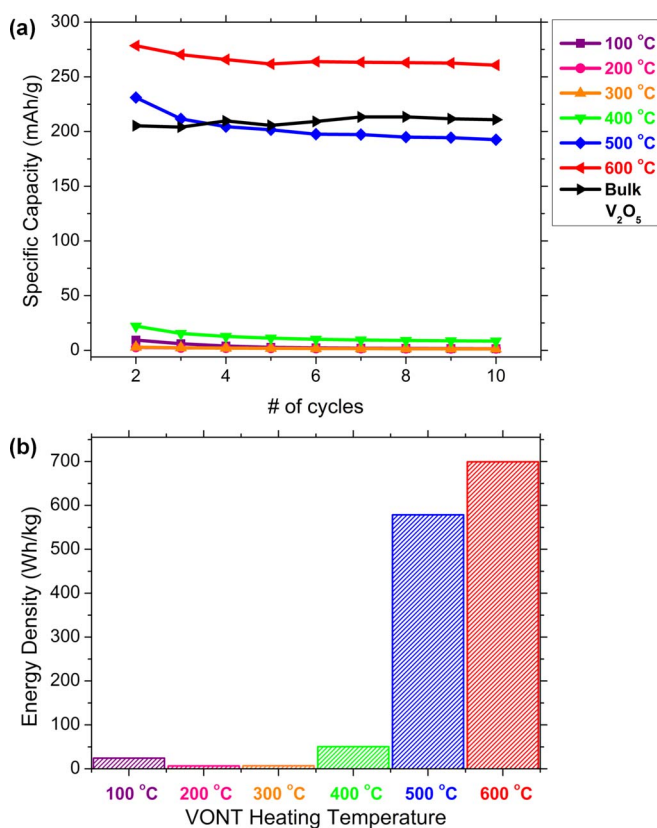 (a)
300
250
200
150
100
50
0
Specific Capacity (mAh/g)
2 4 6 8 10
# of cycles
100 °C
200 °C
300 °C
400 °C
500 °C
600 °C
Bulk
V₂O₅
(b)
700
600
500
400
300
200
100
0
Energy Density (Wh/kg)
100 °C 200 °C 300 °C 400 °C 500 °C 600 °C
VONT Heating Temperature